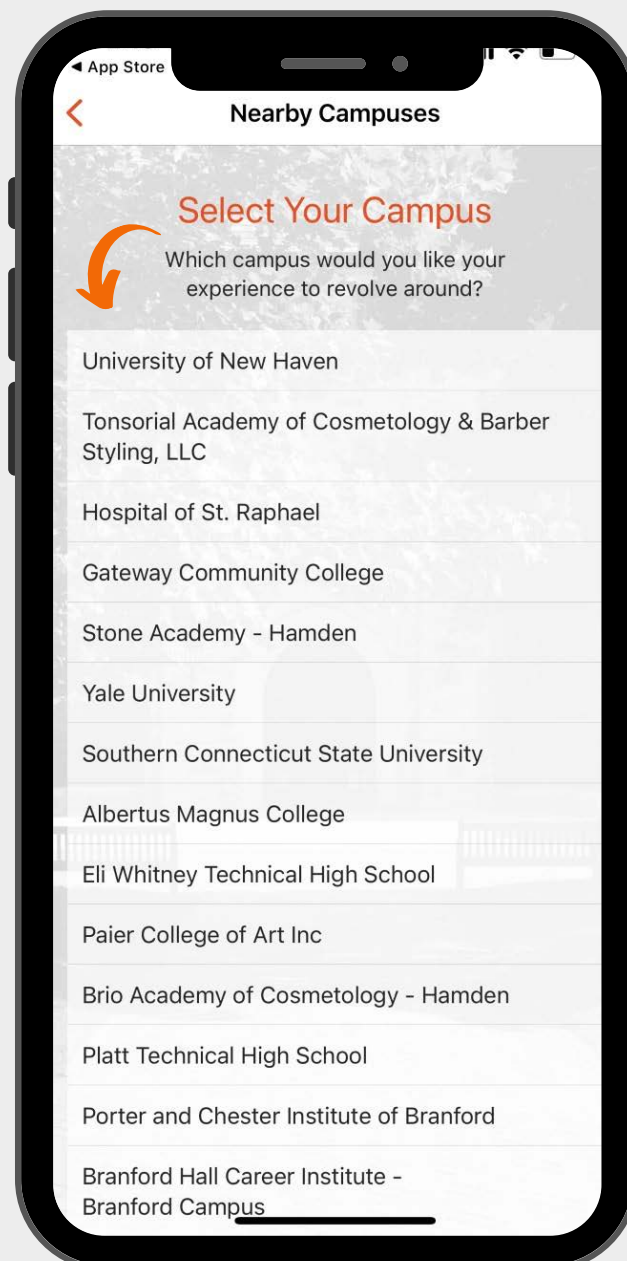 ◀ App Store
Nearby Campuses
Select Your Campus
Which campus would you like your
experience to revolve around?
University of New Haven
Tonsorial Academy of Cosmetology & Barber
Styling, LLC
Hospital of St. Raphael
Gateway Community College
Stone Academy - Hamden
Yale University
Southern Connecticut State University
Albertus Magnus College
Eli Whitney Technical High School
Paier College of Art Inc
Brio Academy of Cosmetology - Hamden
Platt Technical High School
Porter and Chester Institute of Branford
Branford Hall Career Institute -
Branford Campus